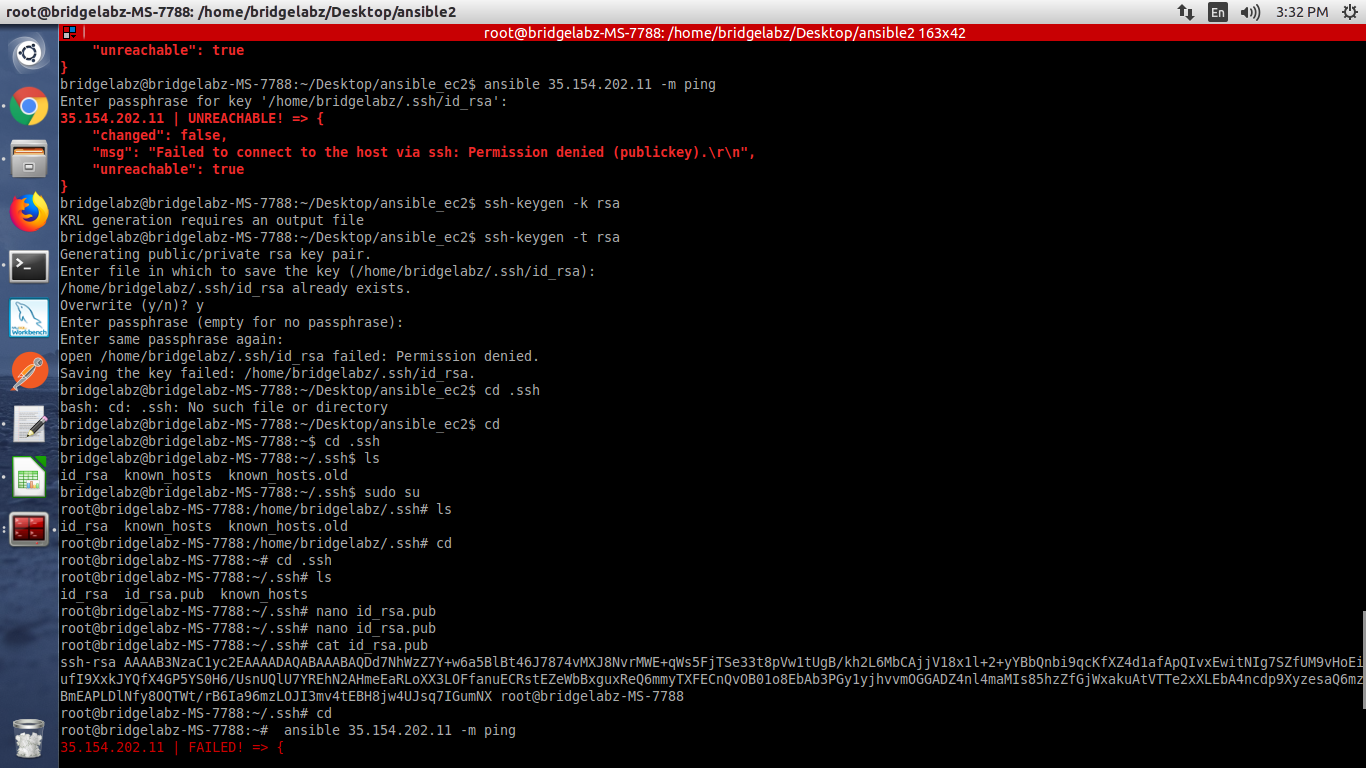 root@bridgelabz-MS-7788: /home/bridgelabz/Desktop/ansible2
En
3:32 PM
root@bridgelabz-MS-7788: /home/bridgelabz/Desktop/ansible2 163x42
    "unreachable": true
}
bridgelabz@bridgelabz-MS-7788:~/Desktop/ansible_ec2$ ansible 35.154.202.11 -m ping
Enter passphrase for key '/home/bridgelabz/.ssh/id_rsa':
35.154.202.11 | UNREACHABLE! => {
    "changed": false,
    "msg": "Failed to connect to the host via ssh: Permission denied (publickey).\r\n",
    "unreachable": true
}
bridgelabz@bridgelabz-MS-7788:~/Desktop/ansible_ec2$ ssh-keygen -k rsa
KRL generation requires an output file
bridgelabz@bridgelabz-MS-7788:~/Desktop/ansible_ec2$ ssh-keygen -t rsa
Generating public/private rsa key pair.
Enter file in which to save the key (/home/bridgelabz/.ssh/id_rsa):
/home/bridgelabz/.ssh/id_rsa already exists.
Overwrite (y/n)? y
Enter passphrase (empty for no passphrase):
Enter same passphrase again:
open /home/bridgelabz/.ssh/id_rsa failed: Permission denied.
Saving the key failed: /home/bridgelabz/.ssh/id_rsa.
bridgelabz@bridgelabz-MS-7788:~/Desktop/ansible_ec2$ cd .ssh
bash: cd: .ssh: No such file or directory
bridgelabz@bridgelabz-MS-7788:~/Desktop/ansible_ec2$ cd
bridgelabz@bridgelabz-MS-7788:~$ cd .ssh
bridgelabz@bridgelabz-MS-7788:~/.ssh$ ls
id_rsa  known_hosts  known_hosts.old
bridgelabz@bridgelabz-MS-7788:~/.ssh$ sudo su
root@bridgelabz-MS-7788:/home/bridgelabz/.ssh# ls
id_rsa  known_hosts  known_hosts.old
root@bridgelabz-MS-7788:/home/bridgelabz/.ssh# cd
root@bridgelabz-MS-7788:~# cd .ssh
root@bridgelabz-MS-7788:~/.ssh# ls
id_rsa  id_rsa.pub  known_hosts
root@bridgelabz-MS-7788:~/.ssh# nano id_rsa.pub
root@bridgelabz-MS-7788:~/.ssh# nano id_rsa.pub
root@bridgelabz-MS-7788:~/.ssh# cat id_rsa.pub
ssh-rsa AAAAB3NzaC1yc2EAAAADAQABAAABAQDd7NhWzZ7Y+w6a5BlBt46J7874vMXJ8NvrMWE+qWs5FjTSe33t8pVw1tUgB/kh2L6MbCAjjV18x1l+2+yYBbQnbi9qcKfXZ4d1afApQIvxEwitNIg7SZfUM9vHoEi
ufI9XxkJYQfX4GP5YS0H6/UsnUQlU7YREhN2AHmeEaRLoXX3LOFfanuECRstEZeWbBxguxReQ6mmyTXFECnQvOB01o8EbAb3PGy1yjhvvmOGGADZ4nl4maMIs85hzZfGjWxakuAtVTTe2xXLEbA4ncdp9XyzesaQ6mz
BmEAPLDlNfy8OQTWt/rB6Ia96mzLOJI3mv4tEBH8jw4UJsq7IGumNX root@bridgelabz-MS-7788
root@bridgelabz-MS-7788:~/.ssh# cd
root@bridgelabz-MS-7788:~#  ansible 35.154.202.11 -m ping
35.154.202.11 | FAILED! => {